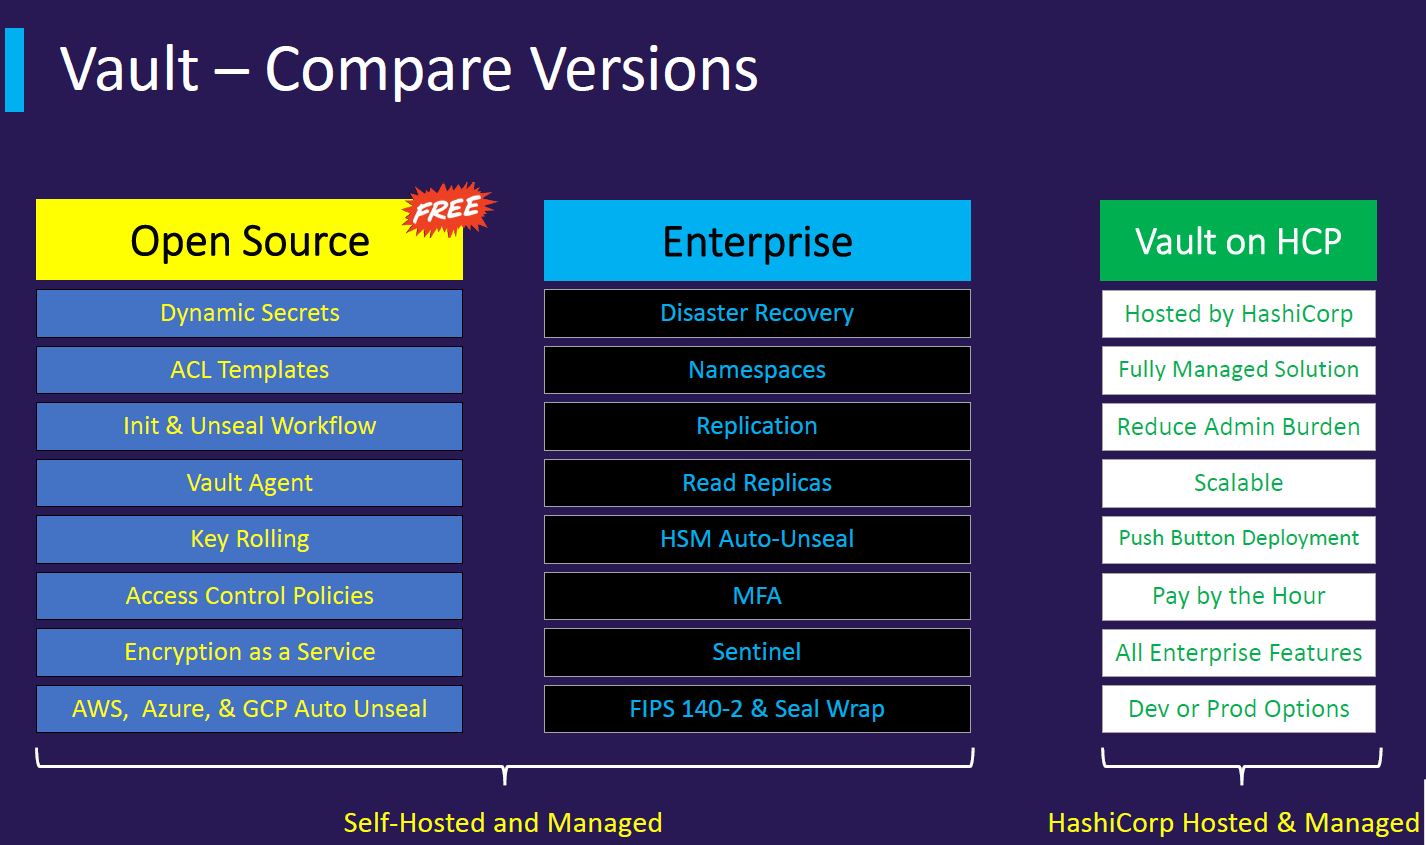 Vault – Compare Versions
FREE
Open Source
Dynamic Secrets
ACL Templates
Init & Unseal Workflow
Vault Agent
Key Rolling
Access Control Policies
Encryption as a Service
AWS, Azure, & GCP Auto Unseal
Enterprise
Disaster Recovery
Namespaces
Replication
Read Replicas
HSM Auto-Unseal
MFA
Sentinel
FIPS 140-2 & Seal Wrap
Self-Hosted and Managed
Vault on HCP
Hosted by HashiCorp
Fully Managed Solution
Reduce Admin Burden
Scalable
Push Button Deployment
Pay by the Hour
All Enterprise Features
Dev or Prod Options
HashiCorp Hosted & Managed